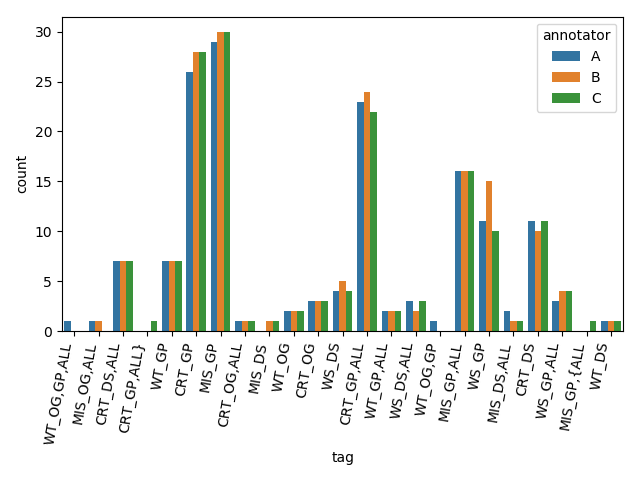 30
25
20
15
10
5
0
count
annotator
A
B
C
WT_OG,GP,ALL
MIS_OG,ALL
CRT_DS,ALL
CRT_GP,ALL}
WT_GP
CRT_GP
MIS_GP
CRT_OG,ALL
MIS_DS
WT_OG
CRT_OG
WS_DS
CRT_GP,ALL
WT_GP,ALL
WS_DS,ALL
WT_OG,GP
MIS_GP,ALL
WS_GP
MIS_DS,ALL
CRT_DS
WS_GP,ALL
MIS_GP,{ALL
WT_DS
tag